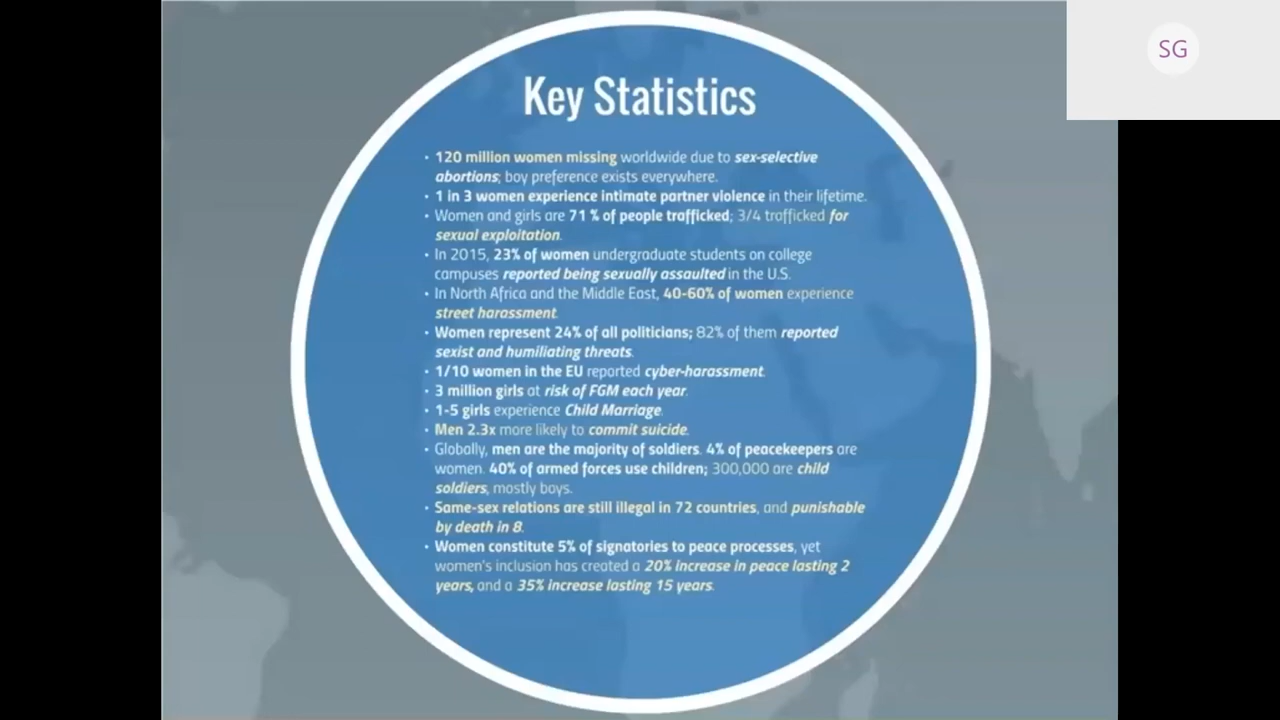 SG
Key Statistics
• 120 million women missing worldwide due to sex-selective
abortions; boy preference exists everywhere.
• 1 in 3 women experience intimate partner violence in their lifetime.
• Women and girls are 71 % of people trafficked; 3/4 trafficked for
sexual exploitation.
• In 2015, 23% of women undergraduate students on college
campuses reported being sexually assaulted in the U.S.
• In North Africa and the Middle East, 40-60% of women experience
street harassment.
• Women represent 24% of all politicians; 82% of them reported
sexist and humiliating threats.
• 1/10 women in the EU reported cyber-harassment.
• 3 million girls at risk of FGM each year.
• 1-5 girls experience Child Marriage.
• Men 2.3x more likely to commit suicide.
• Globally, men are the majority of soldiers. 4% of peacekeepers are
women. 40% of armed forces use children; 300,000 are child
soldiers, mostly boys.
• Same-sex relations are still illegal in 72 countries, and punishable
by death in 8.
• Women constitute 5% of signatories to peace processes, yet
women's inclusion has created a 20% increase in peace lasting 2
years, and a 35% increase lasting 15 years.